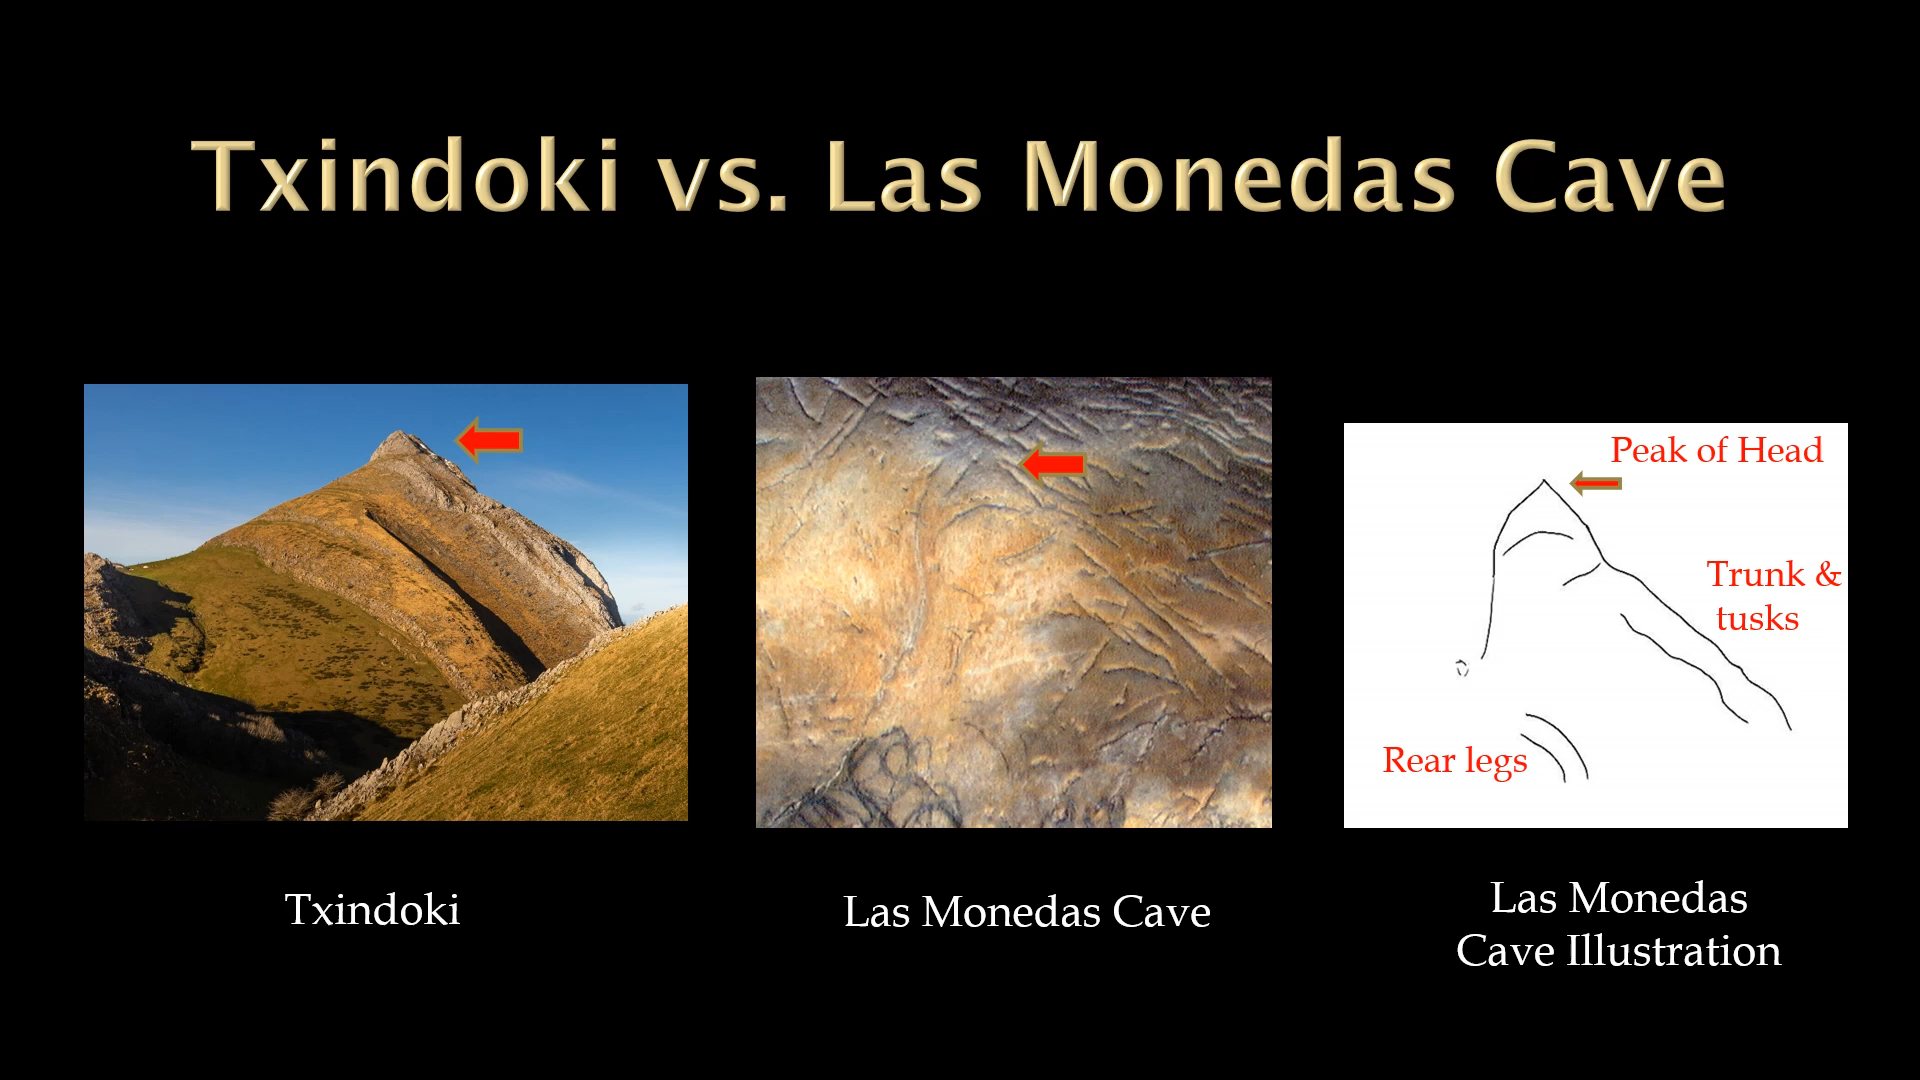 Txindoki vs. Las Monedas Cave
Peak of Head
Trunk &
tusks
Rear legs
Txindoki
Las Monedas Cave
Las Monedas
Cave Illustration